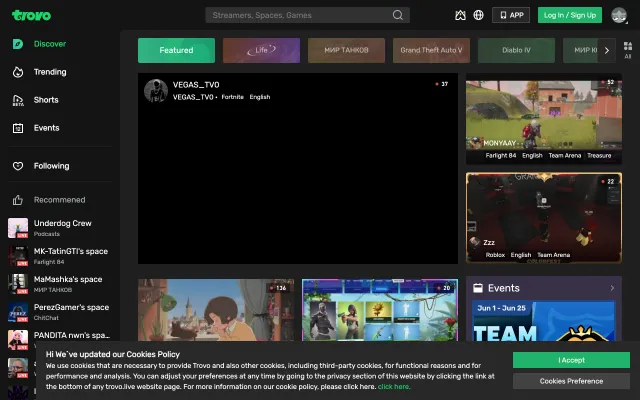 trovo
Streamers, Spaces, Games
APP
Log In / Sign Up
Discover
Trending
BETA
Shorts
Events
Following
Recommened
Underdog Crew
Podcasts
LIVE
MK-TatinGTI's space
Farlight 84
LIVE
MaMashka's space
МИР ТАНКОВ
LIVE
PerezGamer's space
ChitChat
LIVE
PANDITA nwn's spa...
LIVE
Featured
Life
МИР ТАНКОВ
Grand Theft Auto V
Diablo IV
All
VEGAS_TVO
VEGAS_TVO • Fortnite English
37
52
MONYAAY
Farlight 84 English Team Arena Treasure
22
Zzz
Roblox English Team Arena
136
20
Events
Jun 1 - Jun 25
TEAM
Hi We`ve updated our Cookies Policy
We use cookies that are necessary to provide Trovo and also other cookies, including third-party cookies, for functional reasons and for
performance and analysis. You can adjust your preferences at any time by going to the privacy section of this website by clicking the link at
the bottom of any trovo.live website page. For more information on our cookie policy, please click here. click here.
I Accept
Cookies Preference